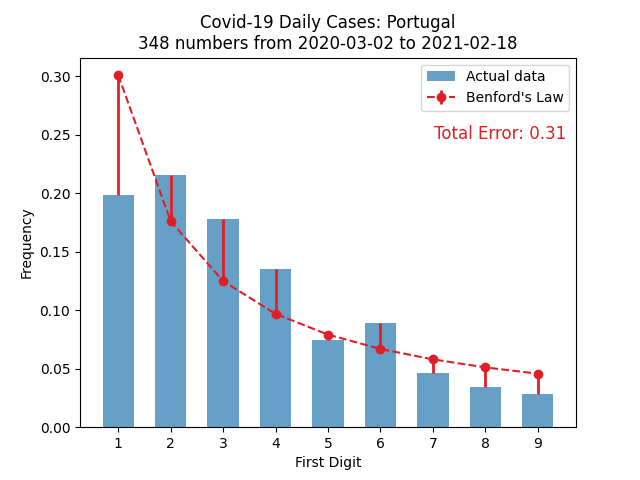 Covid-19 Daily Cases: Portugal
348 numbers from 2020-03-02 to 2021-02-18
Actual data
Benford's Law
Total Error: 0.31
Frequency
0.30
0.25
0.20
0.15
0.10
0.05
0.00
1 2 3 4 5 6 7 8 9
First Digit